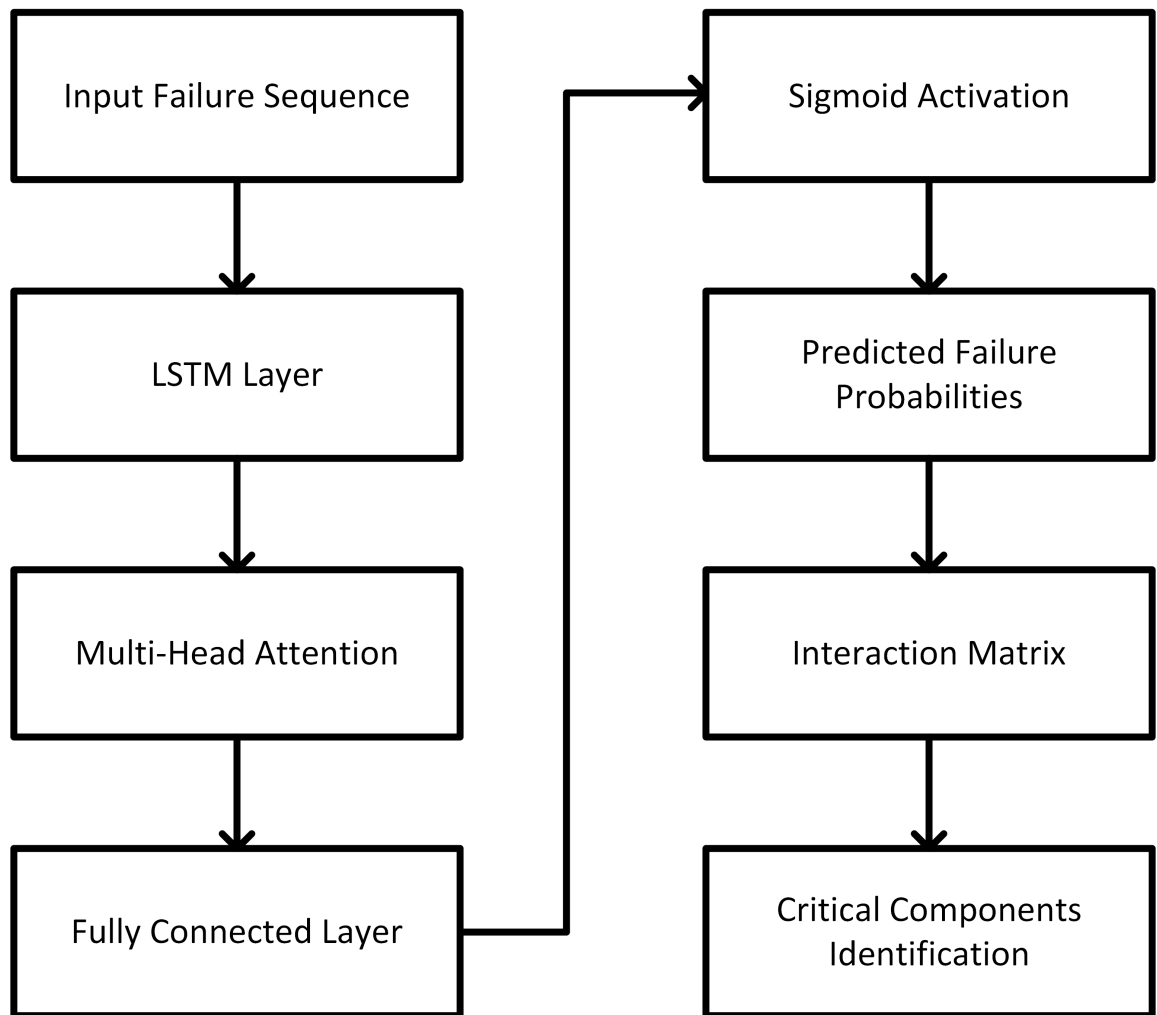 Input Failure Sequence
LSTM Layer
Multi-Head Attention
Fully Connected Layer
Sigmoid Activation
Predicted Failure
Probabilities
Interaction Matrix
Critical Components
Identification